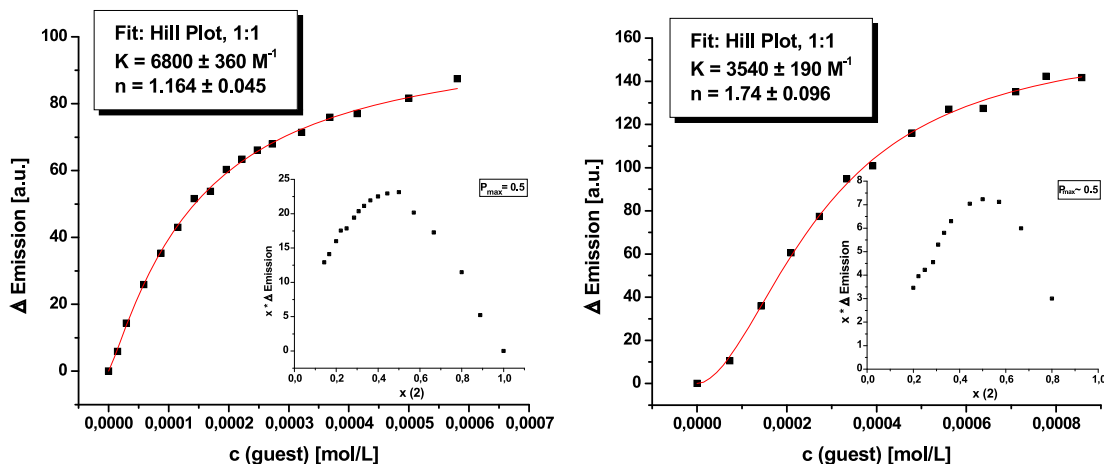 Fit: Hill Plot, 1:1
K = 6800 ± 360 M⁻¹
n = 1.164 ± 0.045
100
80
60
40
20
0
Δ Emission [a.u.]
0,0000 0,0001 0,0002 0,0003 0,0004 0,0005 0,0006 0,0007
c (guest) [mol/L]
P_max = 0.5
25
20
15
10
5
0
x * Δ Emission
0,0 0,2 0,4 0,6 0,8 1,0
x (2)
Fit: Hill Plot, 1:1
K = 3540 ± 190 M⁻¹
n = 1.74 ± 0.096
160
140
120
100
80
60
40
20
0
Δ Emission [a.u.]
0,0000 0,0002 0,0004 0,0006 0,0008
c (guest) [mol/L]
P_max ~ 0.5
8
7
6
5
4
3
2
1
0
x * Δ Emission
0,0 0,2 0,4 0,6 0,8 1,0
x (2)